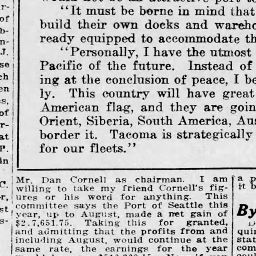 "It must be borne in mind that
build their own docks and wareho
ready equipped to accommodate th
"Personally, I have the utmost
Pacific of the future. Instead of
ing at the conclusion of peace, I be
ly. This country will have great
American flag, and they are goin
Orient, Siberia, South America, Aus
border it. Tacoma is strategically
for our fleets."
Mr. Dan Cornell as chairman. I am
willing to take my friend Cornell's fig-
ures or his word for anything. This
committee says the Port of Seattle this
year, up to August, made a net gain of
Taking this for granted,
and admitting that the profits from and
including August, would continue at the
same rate, the earnings for the year
a p
it b
By
quir
stat
com